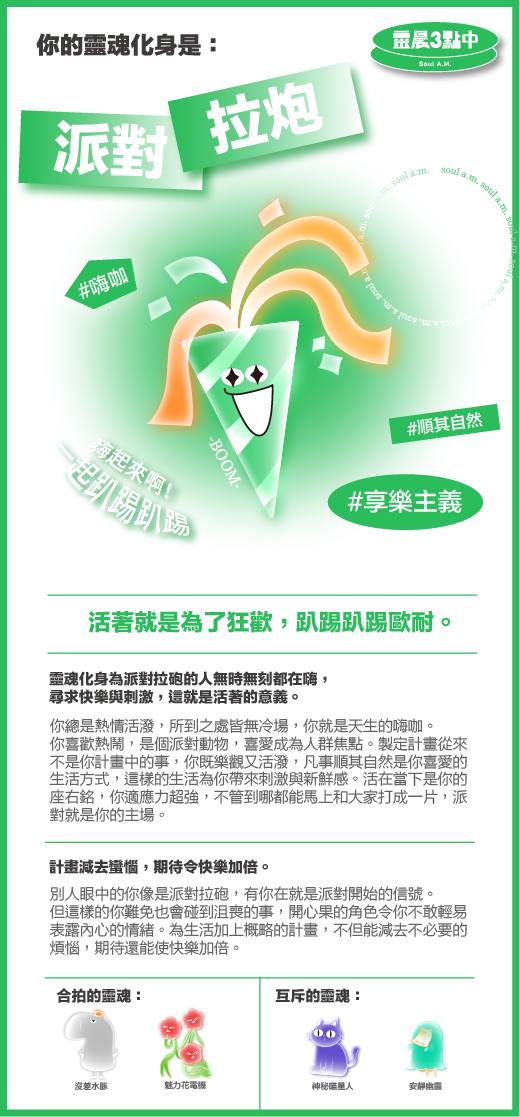 你的靈魂化身是：
靈晨3點中
Soul A.M.
派對
拉炮
soul a.m. soul a.m. soul a.m. soul a.m. soul a.m.
#嗨咖
-BOOM-
#順其自然
嗨起來啊！
一起趴踢趴踢
#享樂主義
活著就是為了狂歡，趴踢趴踢歐耐。
靈魂化身為派對拉砲的人無時無刻都在嗨，
尋求快樂與刺激，這就是活著的意義。
你總是熱情活潑，所到之處皆無冷場，你就是天生的嗨咖。
你喜歡熱鬧，是個派對動物，喜愛成為人群焦點。製定計畫從來
不是你計畫中的事，你既樂觀又活潑，凡事順其自然是你喜愛的
生活方式，這樣的生活為你帶來刺激與新鮮感。活在當下是你的
座右銘，你適應力超強，不管到哪都能馬上和大家打成一片，派
對就是你的主場。
計畫減去蠻惱，期待令快樂加倍。
別人眼中的你像是派對拉砲，有你在就是派對開始的信號。
但這樣的你難免也會碰到沮喪的事，開心果的角色令你不敢輕易
表露內心的情緒。為生活加上概略的計畫，不但能減去不必要的
煩惱，期待還能使快樂加倍。
合拍的靈魂：
互斥的靈魂：
沒差水豚
魅力花電機
神秘喵星人
安靜幽靈